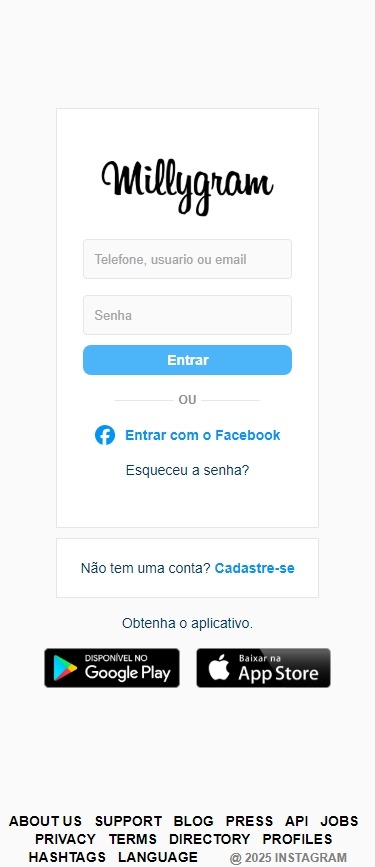 Millygram
Telefone, usuario ou email
Senha
Entrar
OU
Entrar com o Facebook
Esqueceu a senha?
Não tem uma conta? Cadastre-se
Obtenha o aplicativo.
DISPONÍVEL NO
Google Play
Baixar na
App Store
ABOUT US SUPPORT BLOG PRESS API JOBS
PRIVACY TERMS DIRECTORY PROFILES
HASHTAGS LANGUAGE @ 2025 INSTAGRAM